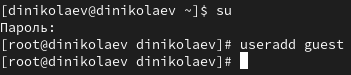 [dinikolaev@dinikolaev ~]$ su
Пароль:
[root@dinikolaev dinikolaev]# useradd guest
[root@dinikolaev dinikolaev]#